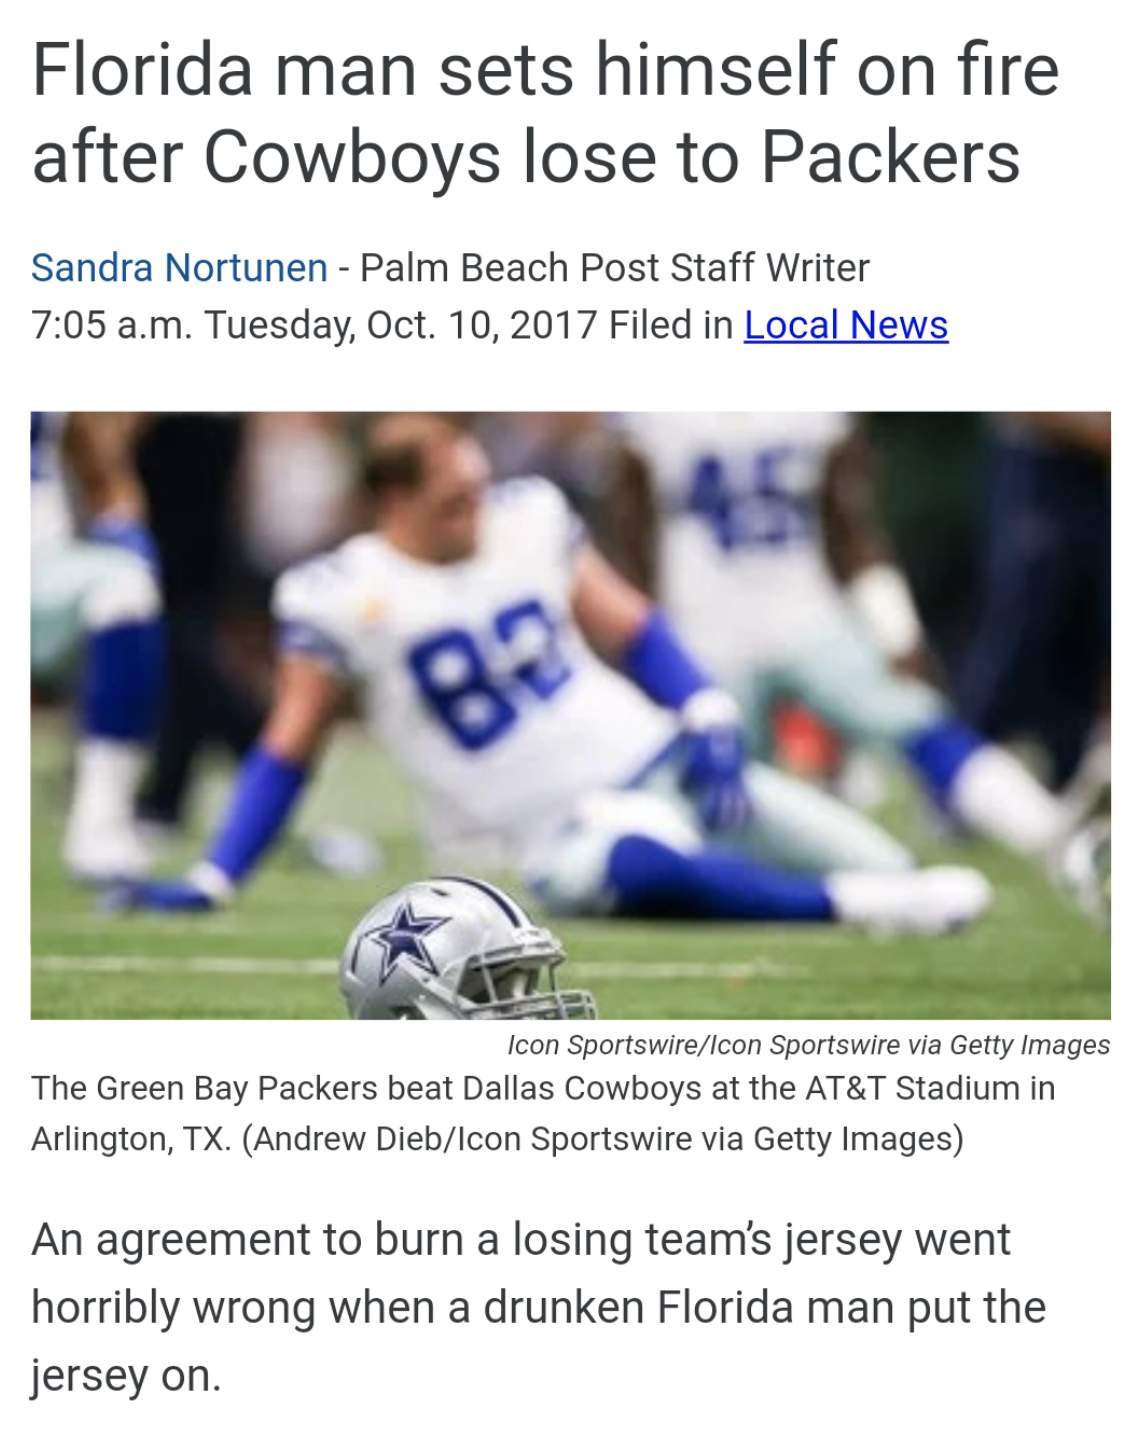 Florida man sets himself on fire
after Cowboys lose to Packers
Sandra Nortunen - Palm Beach Post Staff Writer
7:05 a.m. Tuesday, Oct. 10, 2017 Filed in Local News
82
45
Icon Sportswire/Icon Sportswire via Getty Images
The Green Bay Packers beat Dallas Cowboys at the AT&T Stadium in
Arlington, TX. (Andrew Dieb/Icon Sportswire via Getty Images)
An agreement to burn a losing team’s jersey went
horribly wrong when a drunken Florida man put the
jersey on.